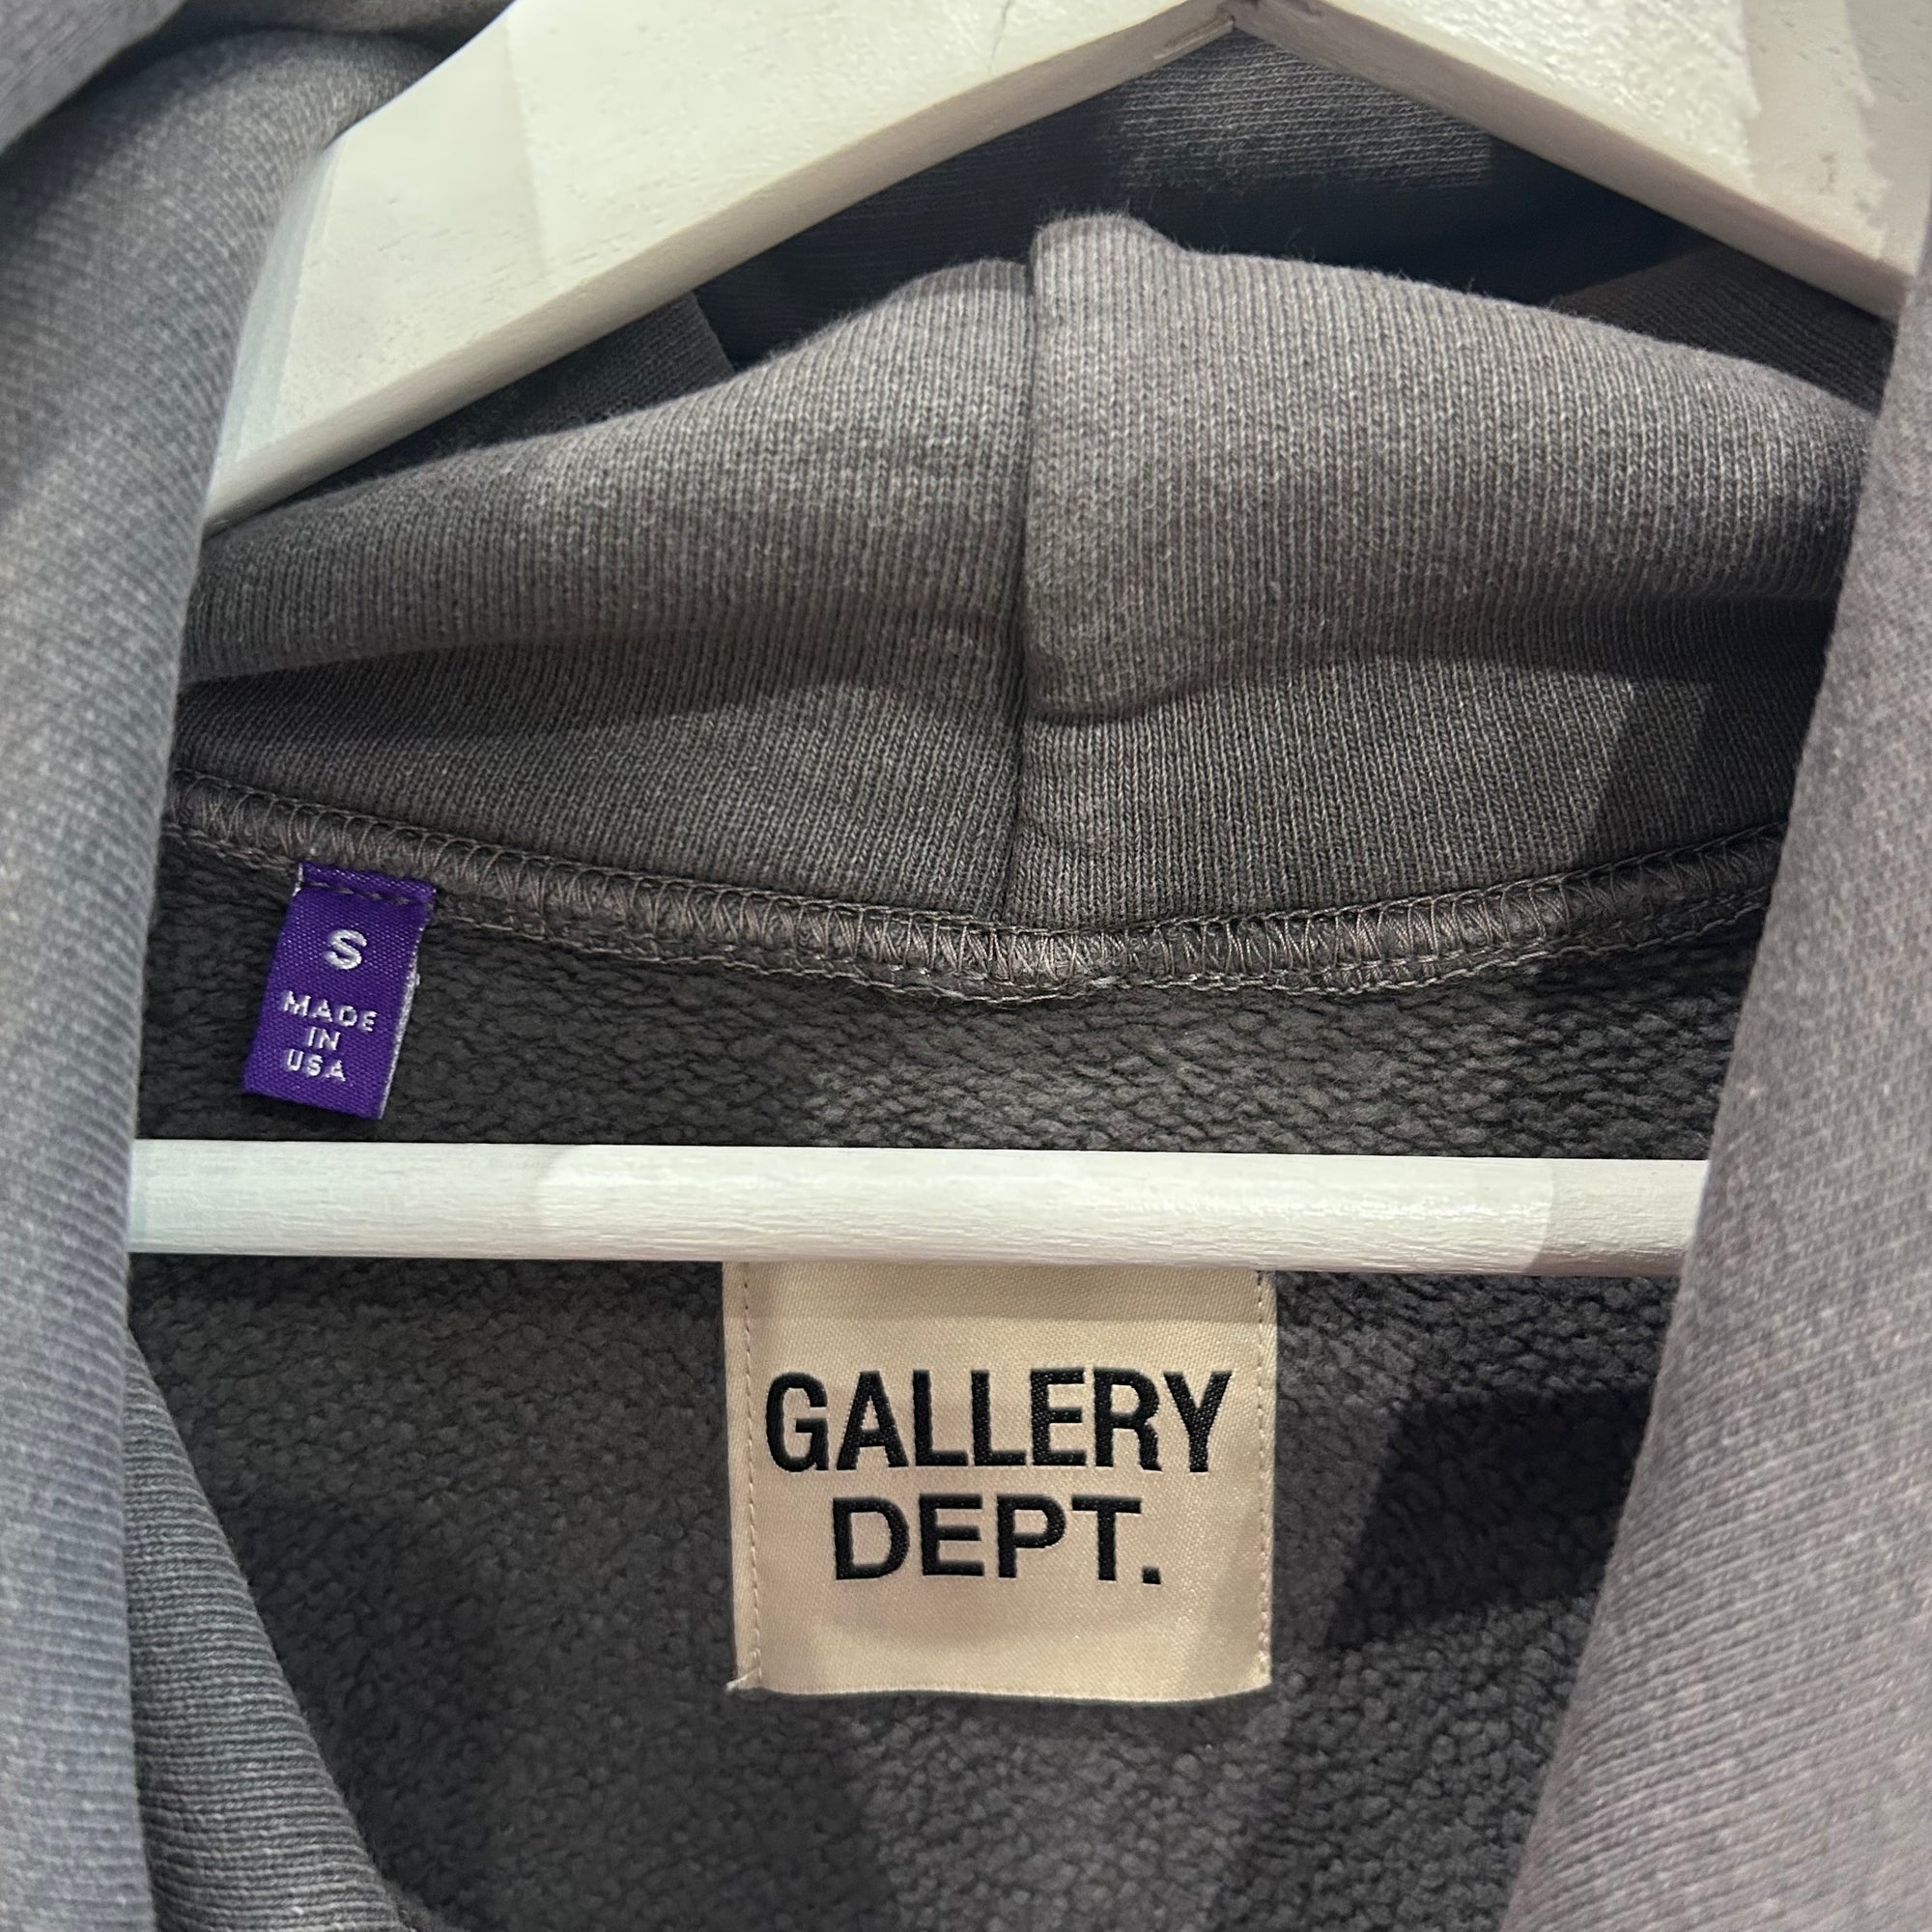 S
MADE
IN
USA
GALLERY
DEPT.